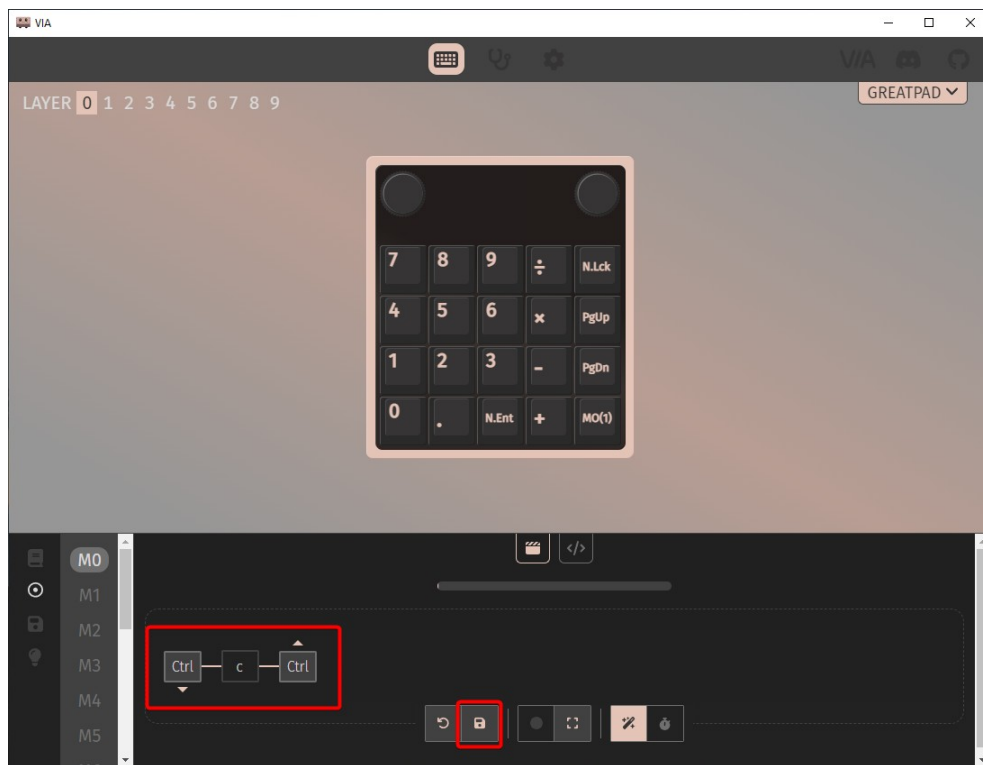 VIA
VIA
LAYER 0 1 2 3 4 5 6 7 8 9
GREATPAD
7 8 9 ÷ N.Lck
4 5 6 × PgUp
1 2 3 - PgDn
0 . N.Ent + MO(1)
M0
M1
M2
M3
M4
M5
Ctrl c Ctrl